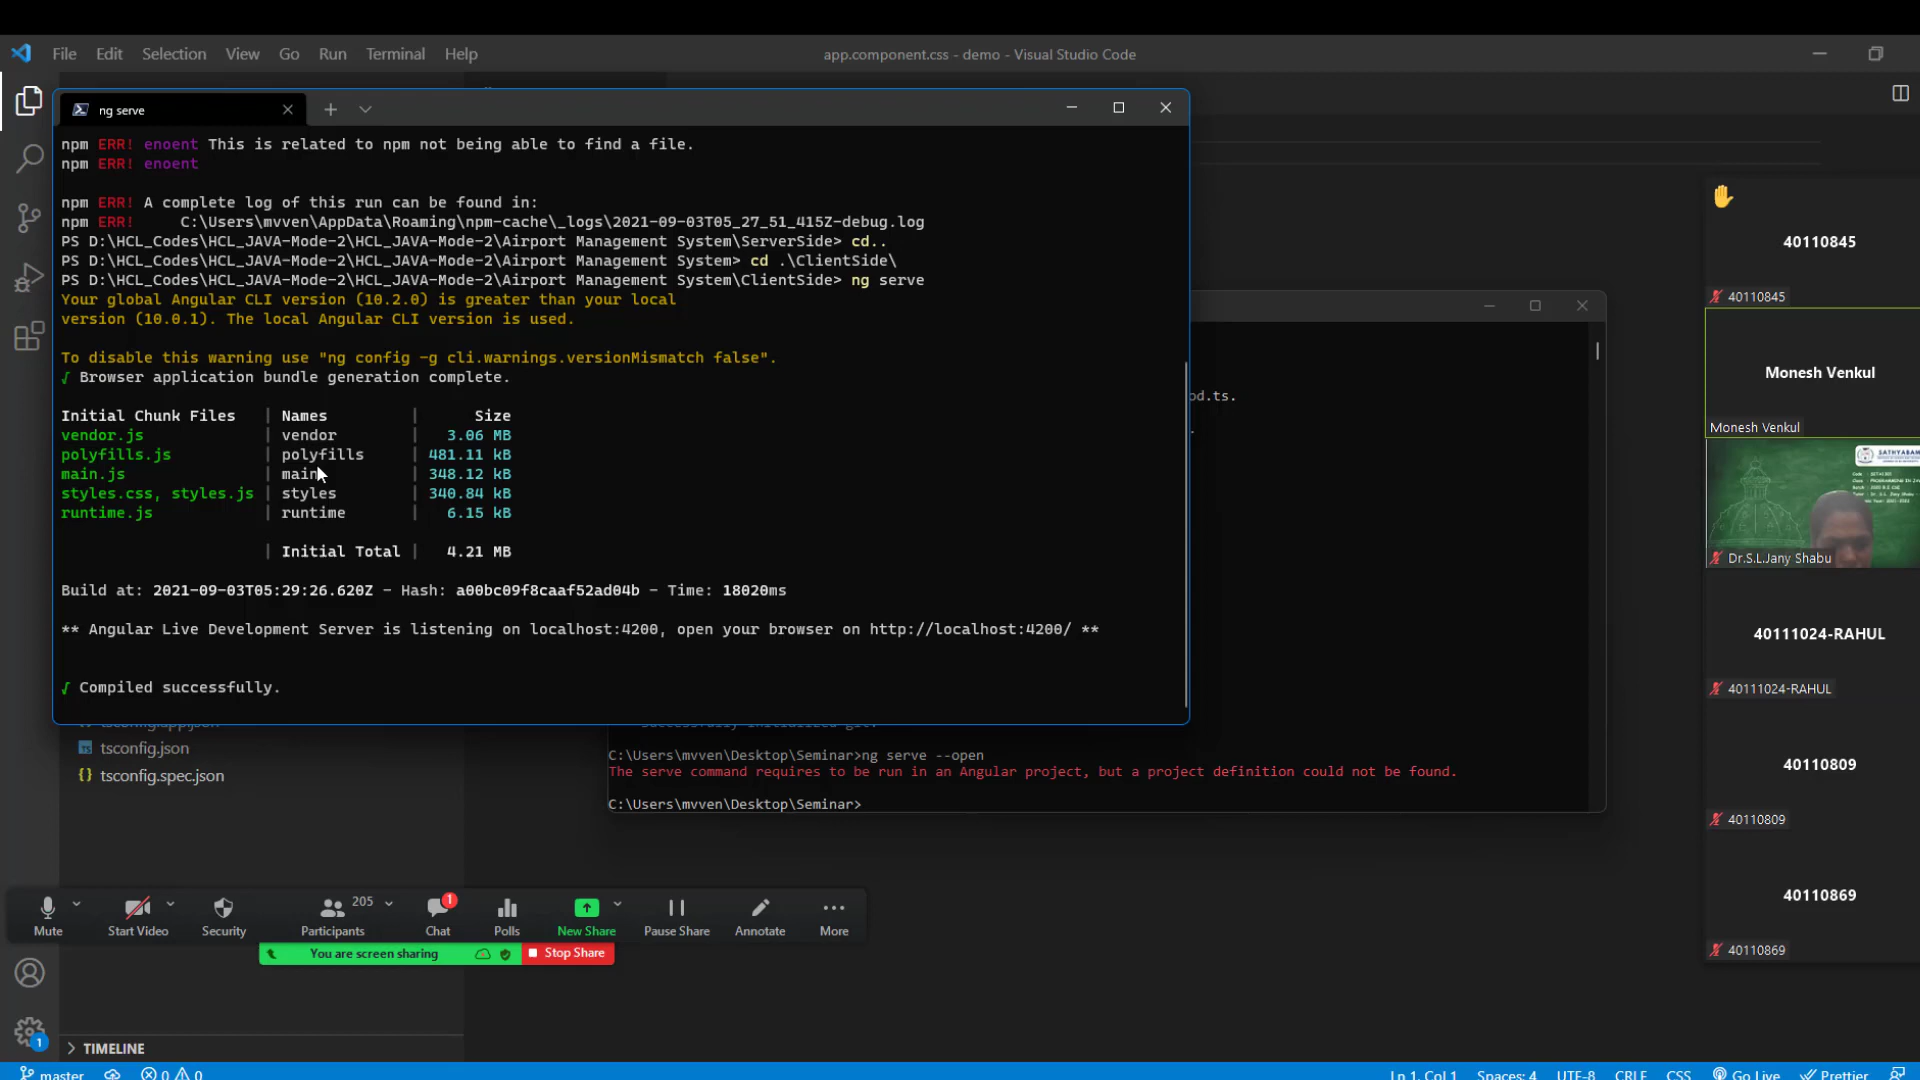 File Edit Selection View Go Run Terminal Help
app.component.css - demo - Visual Studio Code
ng serve
npm ERR! enoent This is related to npm not being able to find a file.
npm ERR! enoent
npm ERR! A complete log of this run can be found in:
npm ERR!     C:\Users\mvven\AppData\Roaming\npm-cache\_logs\2021-09-03T05_27_51_415Z-debug.log
PS D:\HCL_Codes\HCL_JAVA-Mode-2\HCL_JAVA-Mode-2\Airport Management System\ServerSide> cd..
PS D:\HCL_Codes\HCL_JAVA-Mode-2\HCL_JAVA-Mode-2\Airport Management System> cd .\ClientSide\
PS D:\HCL_Codes\HCL_JAVA-Mode-2\HCL_JAVA-Mode-2\Airport Management System\ClientSide> ng serve
Your global Angular CLI version (10.2.0) is greater than your local
version (10.0.1). The local Angular CLI version is used.
To disable this warning use "ng config -g cli.warnings.versionMismatch false".
√ Browser application bundle generation complete.
Initial Chunk Files | Names | Size
vendor.js | vendor | 3.06 MB
polyfills.js | polyfills | 481.11 kB
main.js | main | 348.12 kB
styles.css, styles.js | styles | 340.84 kB
runtime.js | runtime | 6.15 kB
| Initial Total | 4.21 MB
Build at: 2021-09-03T05:29:26.620Z - Hash: a00bc09f8caaf52ad04b - Time: 18020ms
** Angular Live Development Server is listening on localhost:4200, open your browser on http://localhost:4200/ **
√ Compiled successfully.
od.ts.
.
tsconfig.json
{} tsconfig.spec.json
C:\Users\mvven\Desktop\Seminar>ng serve --open
The serve command requires to be run in an Angular project, but a project definition could not be found.
C:\Users\mvven\Desktop\Seminar>
40110845
40110845
Monesh Venkul
Monesh Venkul
SATHYABAM
Dr.S.L.Jany Shabu
40111024-RAHUL
40111024-RAHUL
40110809
40110809
40110869
40110869
205
1
Mute Start Video Security Participants Chat Polls New Share Pause Share Annotate More
You are screen sharing Stop Share
1
TIMELINE
master 0 0 Ln 1, Col 1 Spaces: 4 UTF-8 CRLF CSS Go Live Prettier